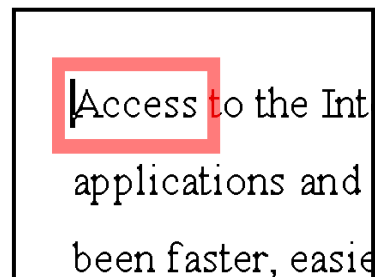 Access to the Int
applications and
been faster, easie